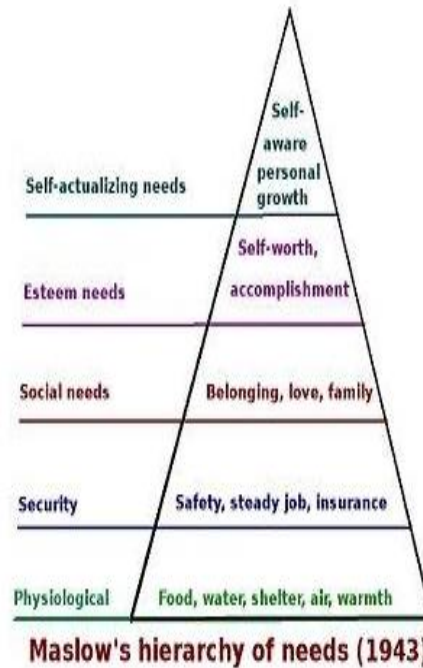 Self-
aware
personal
growth
Self-actualizing needs
Self-worth,
accomplishment
Esteem needs
Social needs
Belonging, love, family
Security
Safety, steady job, insurance
Physiological
Food, water, shelter, air, warmth
Maslow's hierarchy of needs (1943)